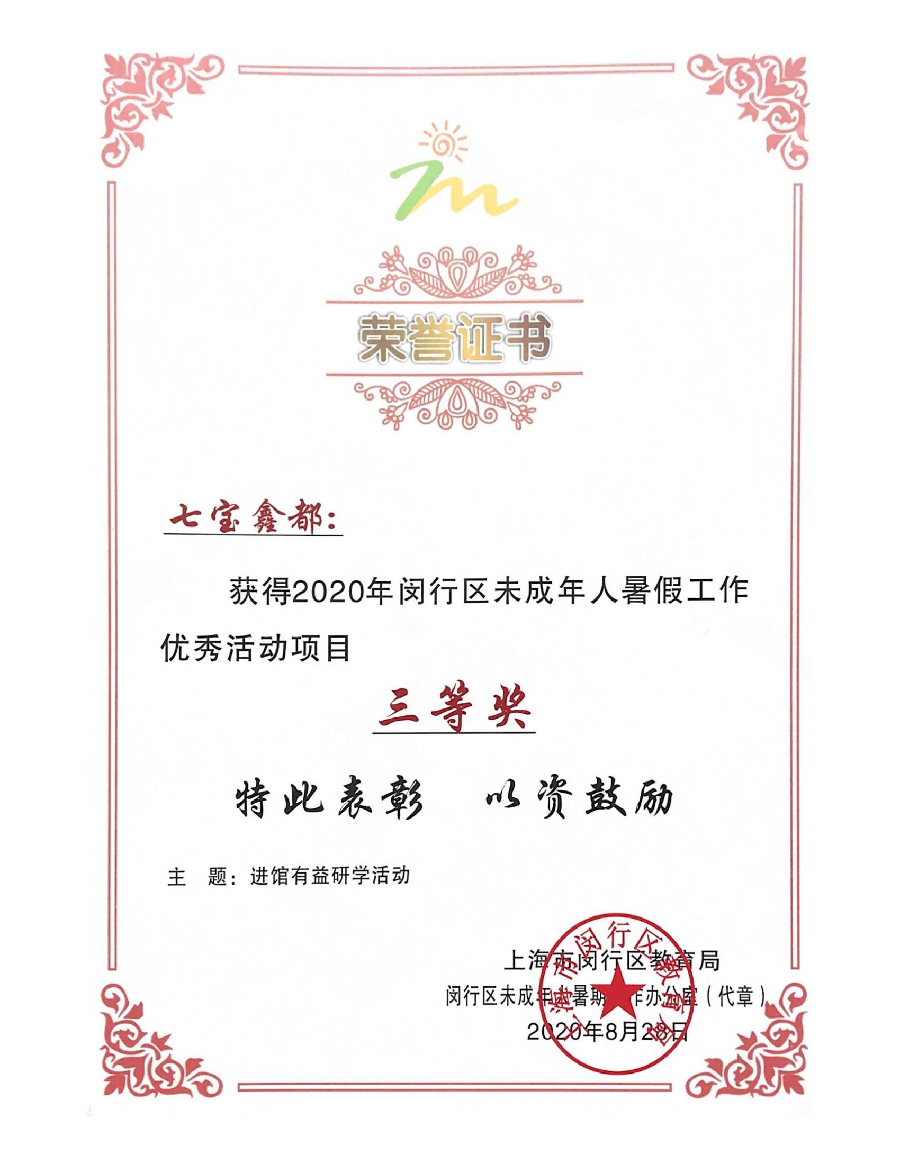 荣誉证书
七宝鑫都：
获得2020年闵行区未成年人暑假工作
优秀活动项目
三等奖
特此表彰 以资鼓励
主 题：进馆有益研学活动
上海市闵行区教育局
闵行区未成年人暑期工作办公室（代章）
2020年8月28日
上海市闵行区教育局